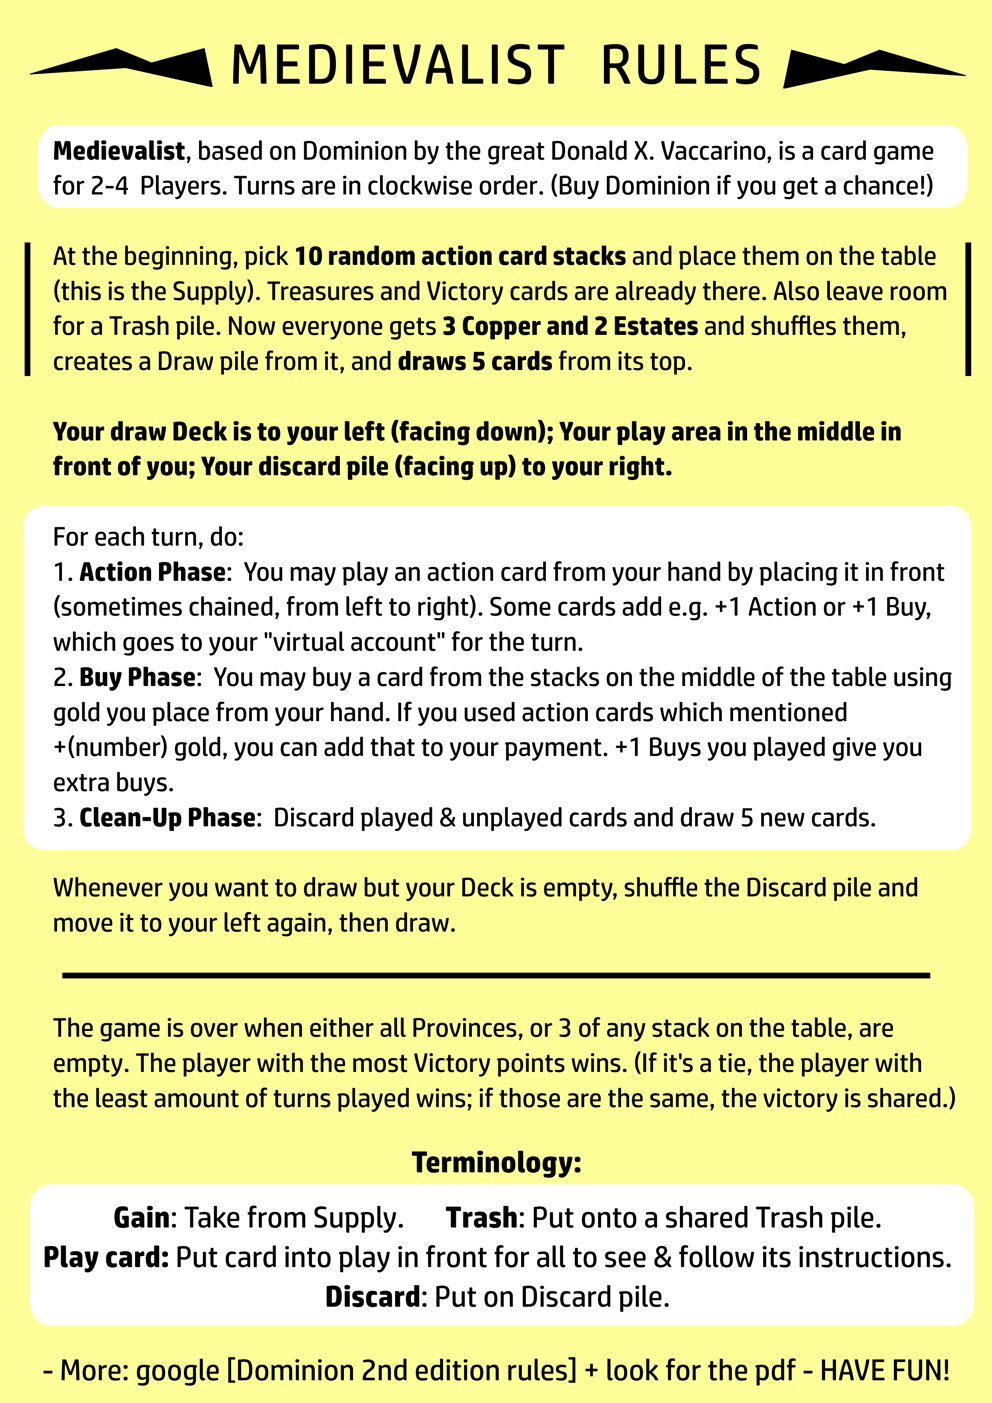 MEDIEVALIST RULES
Medievalist, based on Dominion by the great Donald X. Vaccarino, is a card game
for 2-4 Players. Turns are in clockwise order. (Buy Dominion if you get a chance!)
At the beginning, pick 10 random action card stacks and place them on the table
(this is the Supply). Treasures and Victory cards are already there. Also leave room
for a Trash pile. Now everyone gets 3 Copper and 2 Estates and shuffles them,
creates a Draw pile from it, and draws 5 cards from its top.
Your draw Deck is to your left (facing down); Your play area in the middle in
front of you; Your discard pile (facing up) to your right.
For each turn, do:
1. Action Phase: You may play an action card from your hand by placing it in front
(sometimes chained, from left to right). Some cards add e.g. +1 Action or +1 Buy,
which goes to your "virtual account" for the turn.
2. Buy Phase: You may buy a card from the stacks on the middle of the table using
gold you place from your hand. If you used action cards which mentioned
+(number) gold, you can add that to your payment. +1 Buys you played give you
extra buys.
3. Clean-Up Phase: Discard played & unplayed cards and draw 5 new cards.
Whenever you want to draw but your Deck is empty, shuffle the Discard pile and
move it to your left again, then draw.
The game is over when either all Provinces, or 3 of any stack on the table, are
empty. The player with the most Victory points wins. (If it's a tie, the player with
the least amount of turns played wins; if those are the same, the victory is shared.)
Terminology:
Gain: Take from Supply. Trash: Put onto a shared Trash pile.
Play card: Put card into play in front for all to see & follow its instructions.
Discard: Put on Discard pile.
- More: google [Dominion 2nd edition rules] + look for the pdf - HAVE FUN!